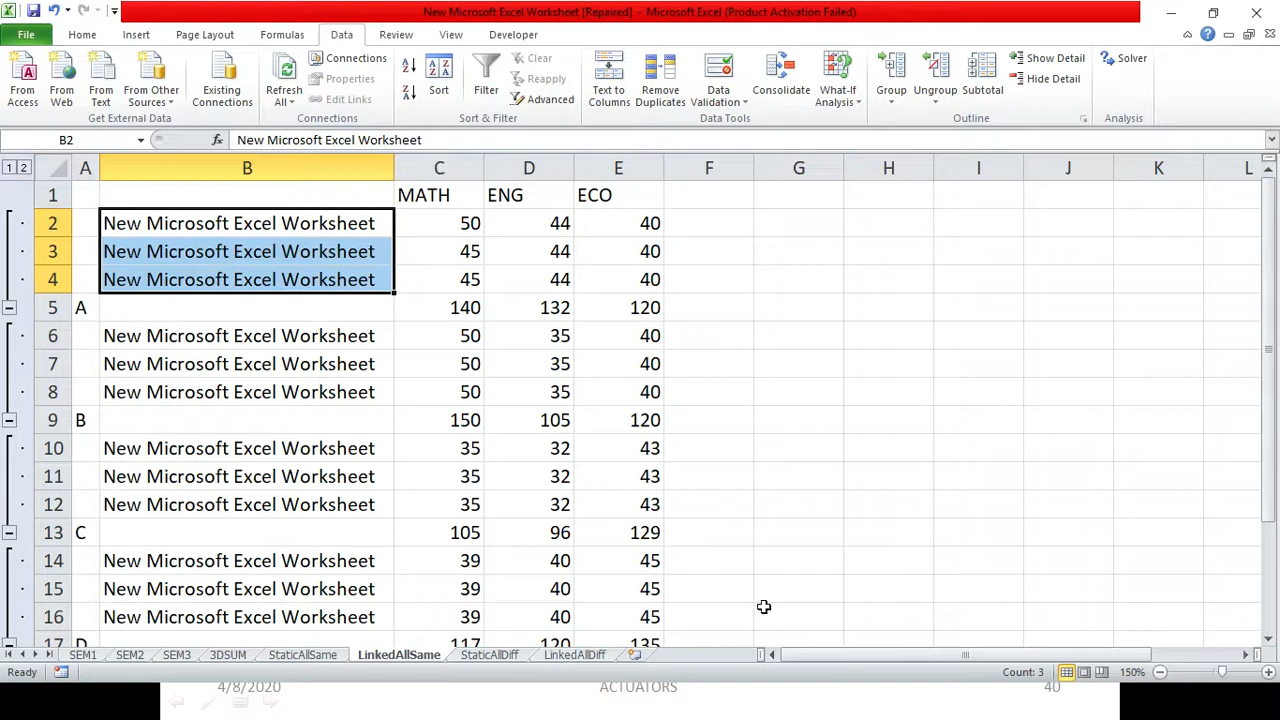 New Microsoft Excel Worksheet [Repaired] - Microsoft Excel (Product Activation Failed)
File Home Insert Page Layout Formulas Data Review View Developer
From Access
From Web
From Text
From Other Sources
Existing Connections
Get External Data
Refresh All
Connections
Properties
Edit Links
Connections
Sort
Filter
Clear
Reapply
Advanced
Sort & Filter
Text to Columns
Remove Duplicates
Data Validation
Consolidate
What-If Analysis
Data Tools
Group
Ungroup
Subtotal
Show Detail
Hide Detail
Outline
Solver
Analysis
B2 fx New Microsoft Excel Worksheet
1 2 A B C D E F G H I J K L
1 MATH ENG ECO
2 New Microsoft Excel Worksheet 50 44 40
3 New Microsoft Excel Worksheet 45 44 40
4 New Microsoft Excel Worksheet 45 44 40
5 A 140 132 120
6 New Microsoft Excel Worksheet 50 35 40
7 New Microsoft Excel Worksheet 50 35 40
8 New Microsoft Excel Worksheet 50 35 40
9 B 150 105 120
10 New Microsoft Excel Worksheet 35 32 43
11 New Microsoft Excel Worksheet 35 32 43
12 New Microsoft Excel Worksheet 35 32 43
13 C 105 96 129
14 New Microsoft Excel Worksheet 39 40 45
15 New Microsoft Excel Worksheet 39 40 45
16 New Microsoft Excel Worksheet 39 40 45
17 D 117 120 135
SEM1 SEM2 SEM3 3DSUM StaticAllSame LinkedAllSame StaticAllDiff LinkedAllDiff
Ready Count: 3 150%
4/8/2020 ACTUATORS 40